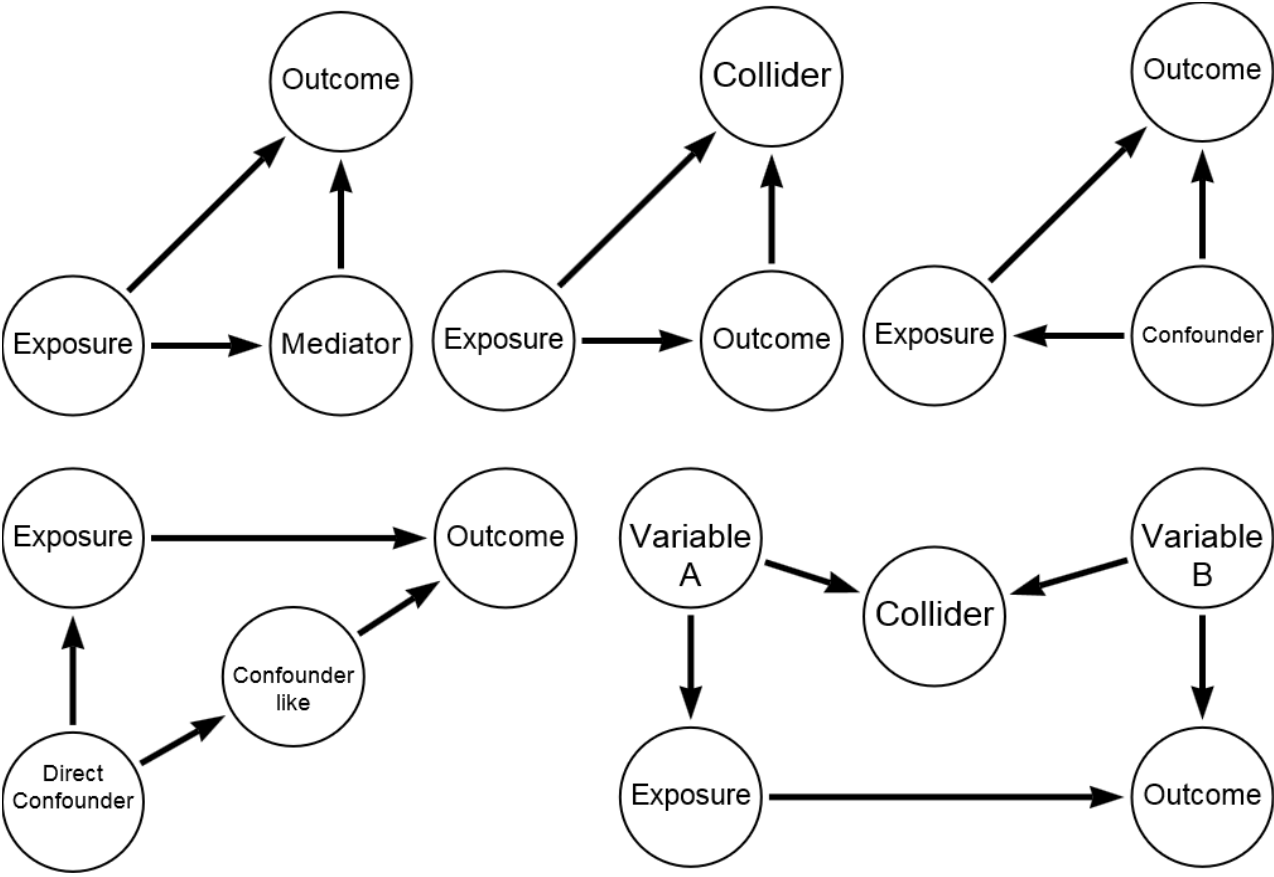 Outcome
Exposure
Mediator
Collider
Exposure
Outcome
Outcome
Exposure
Confounder
Exposure
Outcome
Confounder
like
Direct
Confounder
Variable
A
Variable
B
Collider
Exposure
Outcome